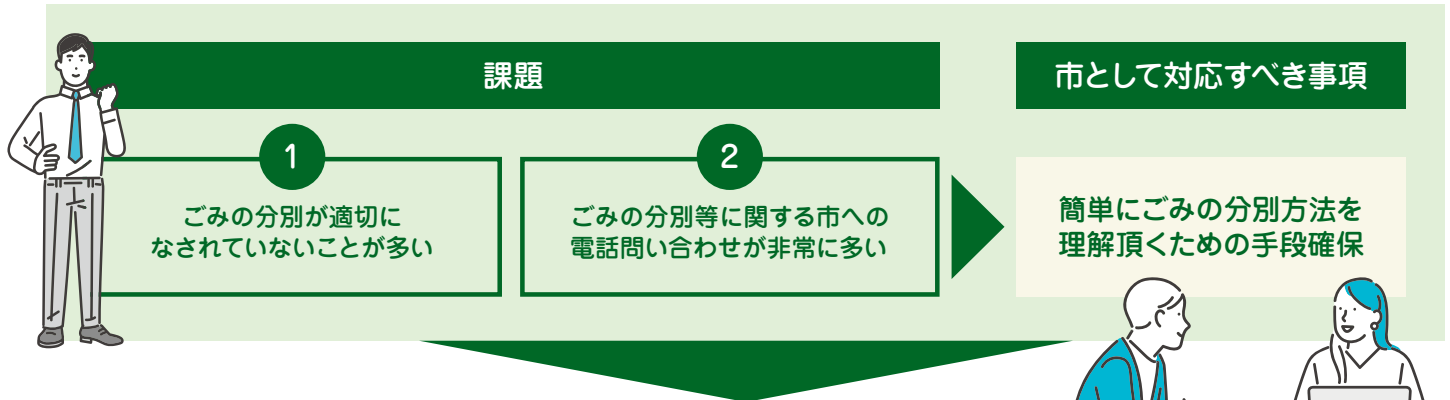 課題
市として対応すべき事項
1
ごみの分別が適切に
なされていないことが多い
2
ごみの分別等に関する市への
電話問い合わせが非常に多い
簡単にごみの分別方法を
理解頂くための手段確保